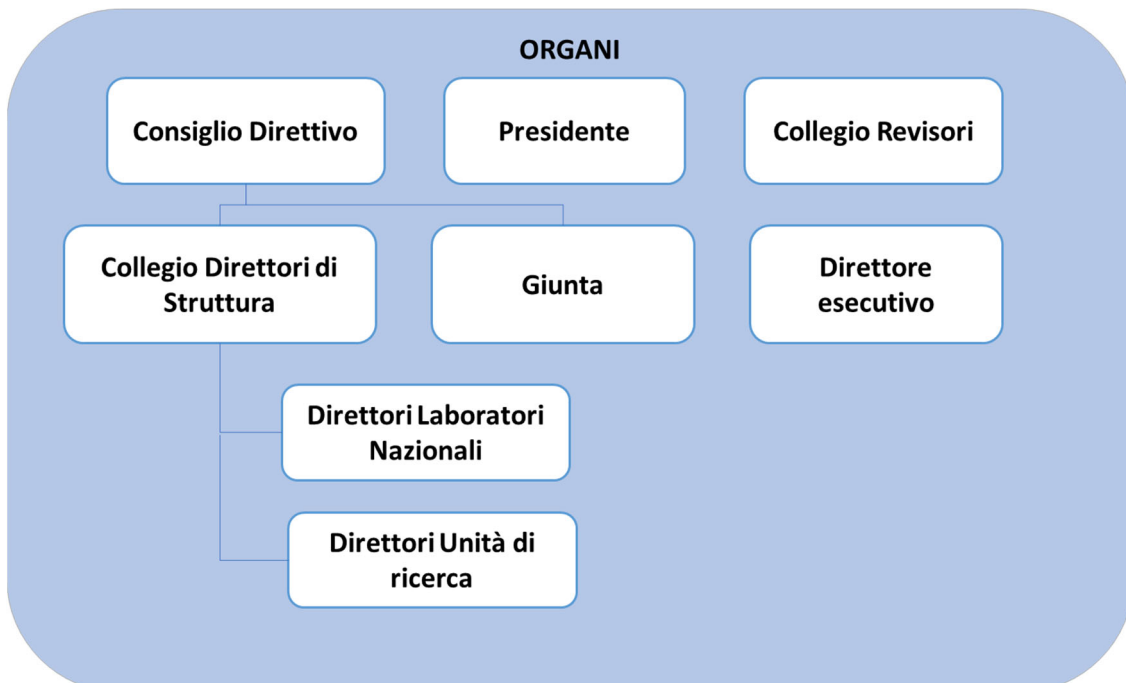 ORGANI
Consiglio Direttivo
Presidente
Collegio Revisori
Collegio Direttori di
Struttura
Giunta
Direttore
esecutivo
Direttori Laboratori
Nazionali
Direttori Unità di
ricerca